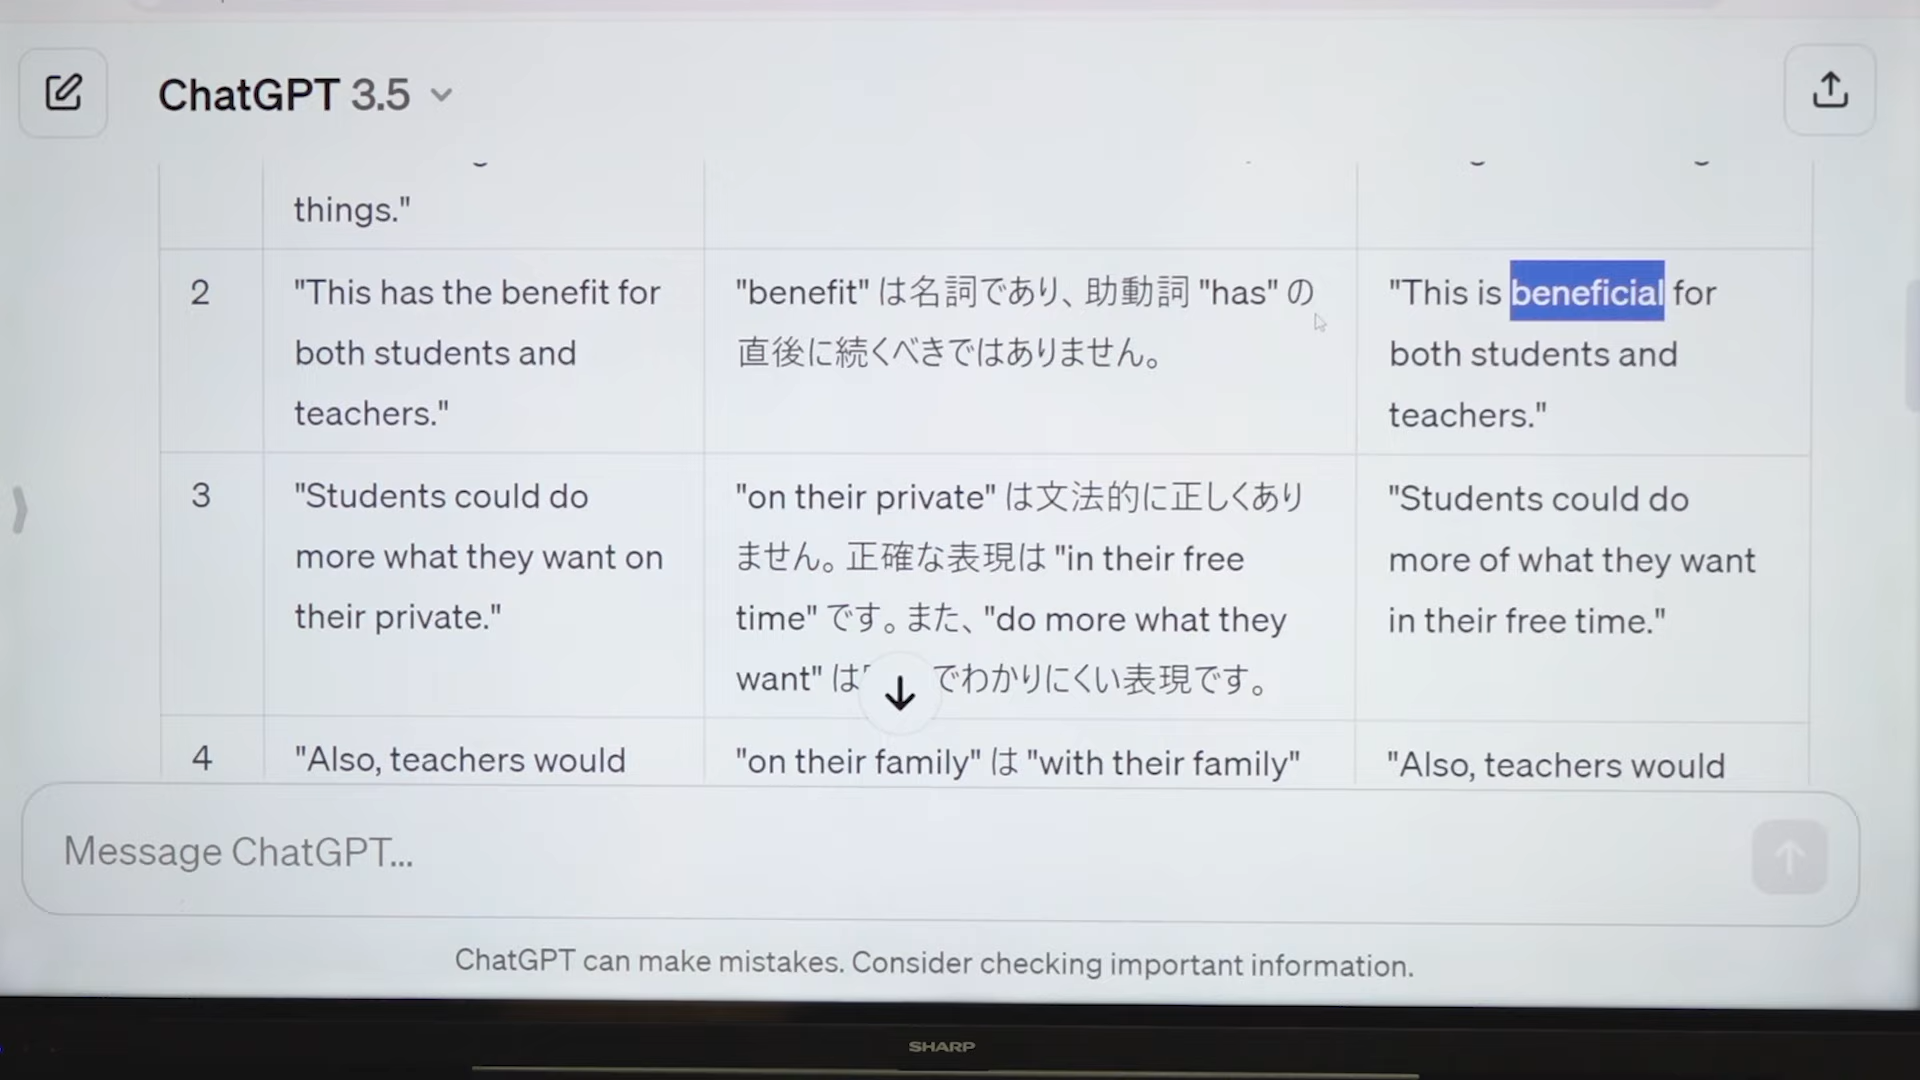 ChatGPT 3.5
things."
2
"This has the benefit for
both students and
teachers."
"benefit" は名詞であり、助動詞 "has" の
直後に続くべきではありません。
"This is beneficial for
both students and
teachers."
3
"Students could do
more what they want on
their private."
"on their private" は文法的に正しくあり
ません。正確な表現は "in their free
time" です。また、"do more what they
want" は でわかりにくい表現です。
"Students could do
more of what they want
in their free time."
4
"Also, teachers would
"on their family" は "with their family"
"Also, teachers would
Message ChatGPT...
ChatGPT can make mistakes. Consider checking important information.
SHARP